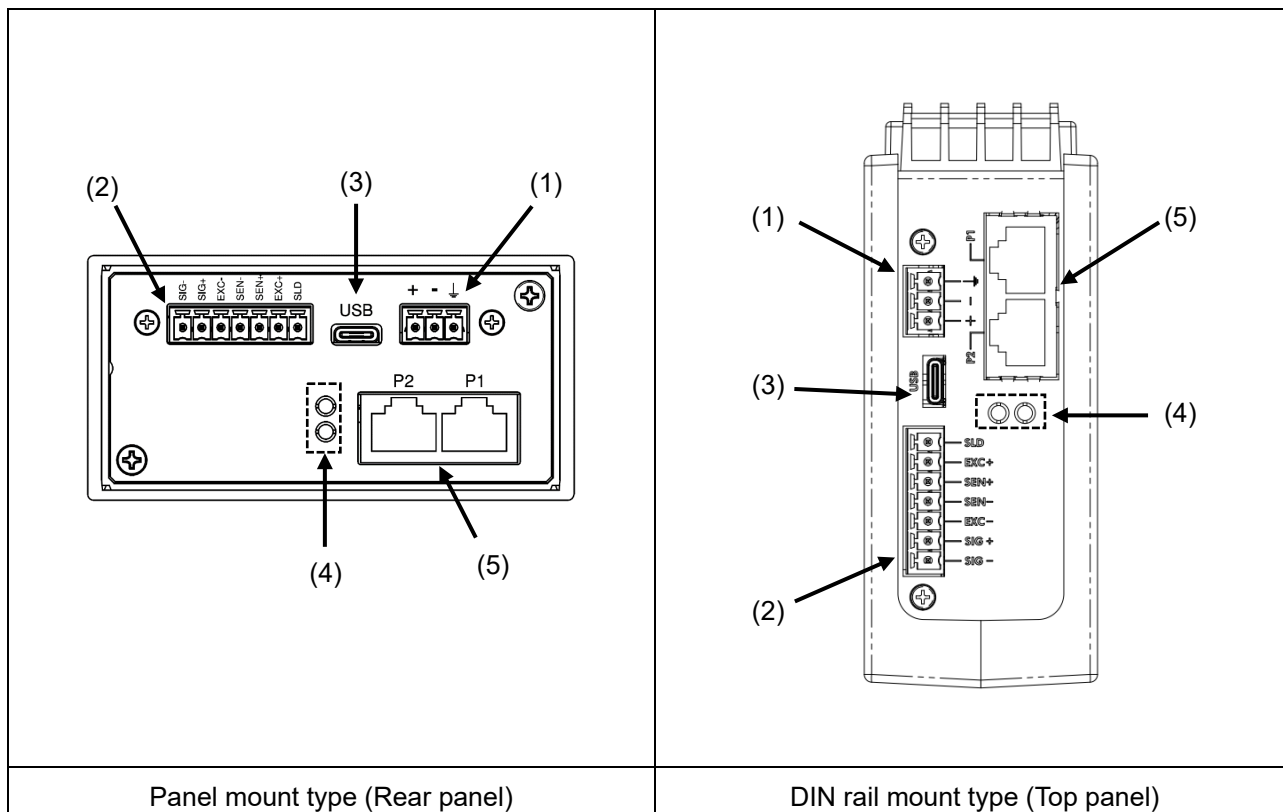 (2)
(3)
(1)
SIG-
SIG+
EXC-
SEN-
SEN+
EXC+
SLD
USB
+ - ⏚
P2 P1
(4)
(5)
Panel mount type (Rear panel)
(1)
(5)
P1
-
+
P2
(3)
USB
(4)
SLD
EXC+
SEN+
SEN-
EXC-
SIG +
SIG -
(2)
DIN rail mount type (Top panel)